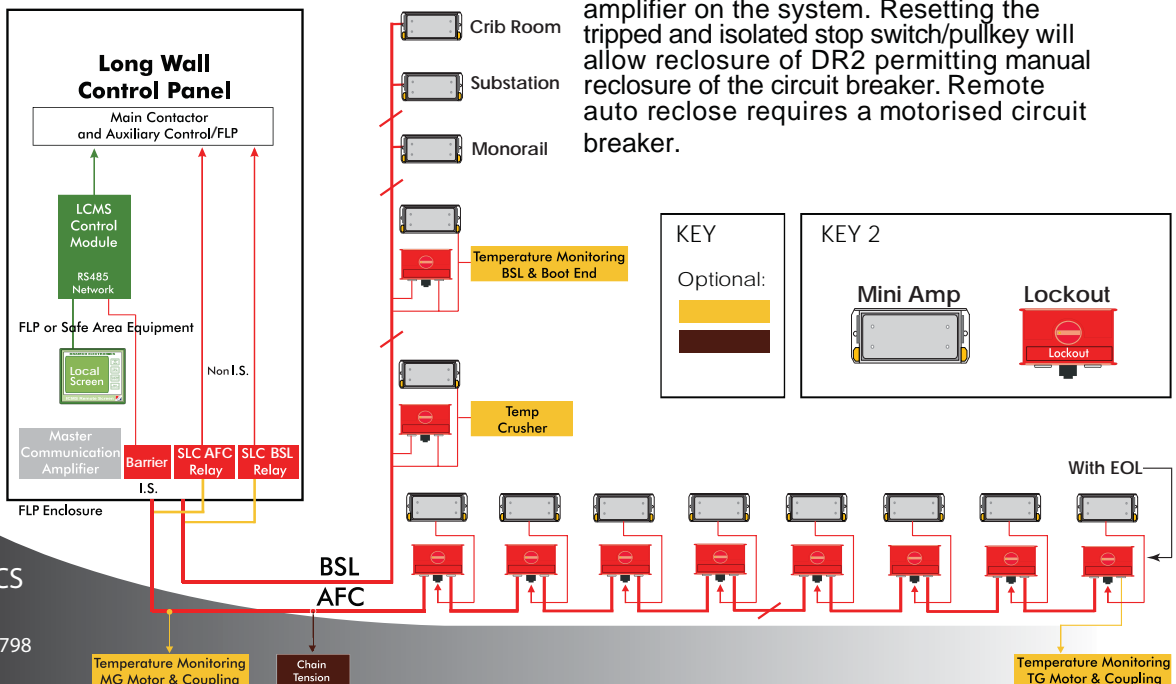 amplifier on the system. Resetting the
tripped and isolated stop switch/pullkey will
allow reclosure of DR2 permitting manual
reclosure of the circuit breaker. Remote
auto reclose requires a motorised circuit
breaker.
Long Wall
Control Panel
Main Contactor
and Auxiliary Control/FLP
LCMS
Control
Module
RS485
Network
FLP or Safe Area Equipment
Local
Screen
Non I.S.
Master
Communication
Amplifier
Barrier
SLC AFC
Relay
SLC BSL
Relay
I.S.
FLP Enclosure
Crib Room
Substation
Monorail
Temperature Monitoring
BSL & Boot End
Temp
Crusher
KEY
Optional:
KEY 2
Mini Amp
Lockout
Lockout
With EOL
BSL
AFC
CS
798
Temperature Monitoring
MG Motor & Coupling
Chain
Tension
Temperature Monitoring
TG Motor & Coupling